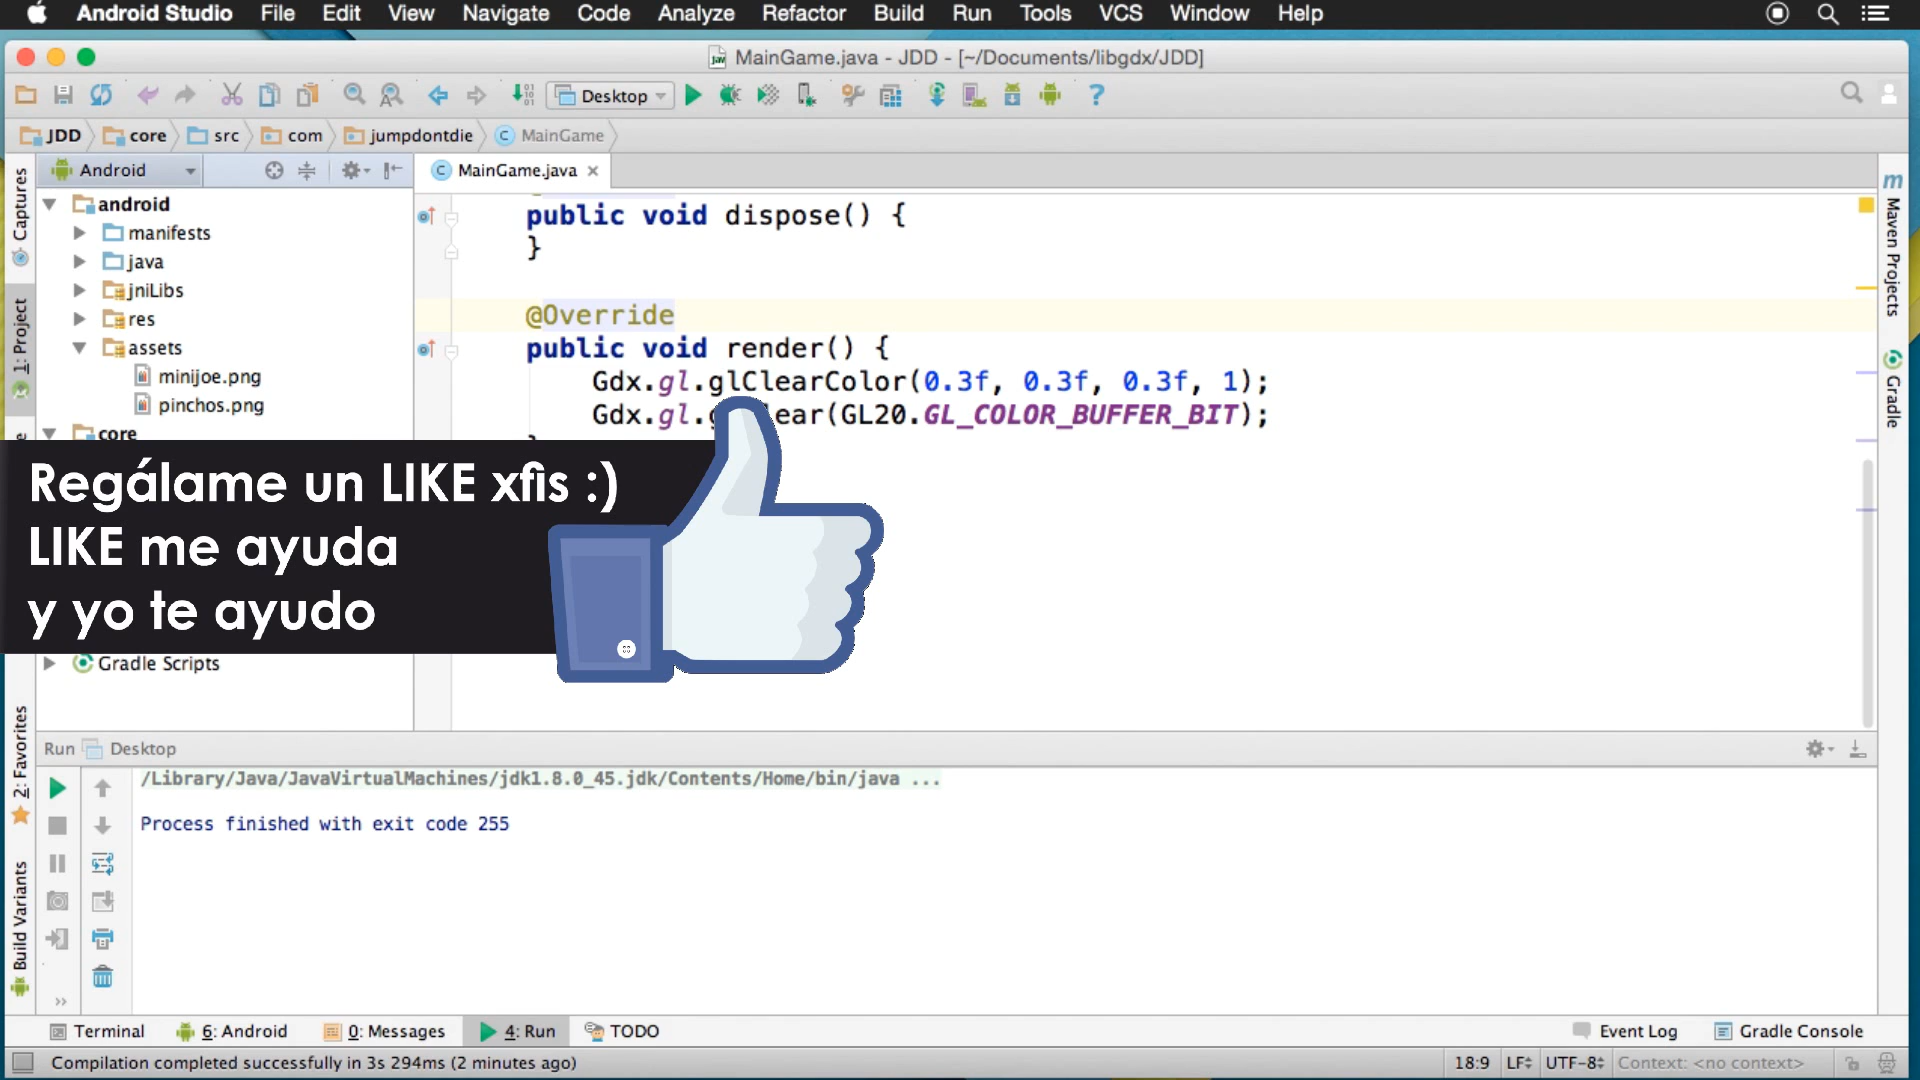 Android Studio File Edit View Navigate Code Analyze Refactor Build Run Tools VCS Window Help
MainGame.java - JDD - [~/Documents/libgdx/JDD]
Desktop
JDD core src com jumpdontdie MainGame
Android
MainGame.java
Captures
1: Project
2: Favorites
Build Variants
Maven Projects
Gradle
android
manifests
java
jniLibs
res
assets
minijoe.png
pinchos.png
core
Gradle Scripts
public void dispose() {
}
@Override
public void render() {
Gdx.gl.glClearColor(0.3f, 0.3f, 0.3f, 1);
Gdx.gl.g ear(GL20.GL_COLOR_BUFFER_BIT);
Regálame un LIKE xfis :)
LIKE me ayuda
y yo te ayudo
Run Desktop
/Library/Java/JavaVirtualMachines/jdk1.8.0_45.jdk/Contents/Home/bin/java ...
Process finished with exit code 255
Terminal 6: Android 0: Messages 4: Run TODO Event Log Gradle Console
Compilation completed successfully in 3s 294ms (2 minutes ago) 18:9 LF UTF-8 Context: <no context>